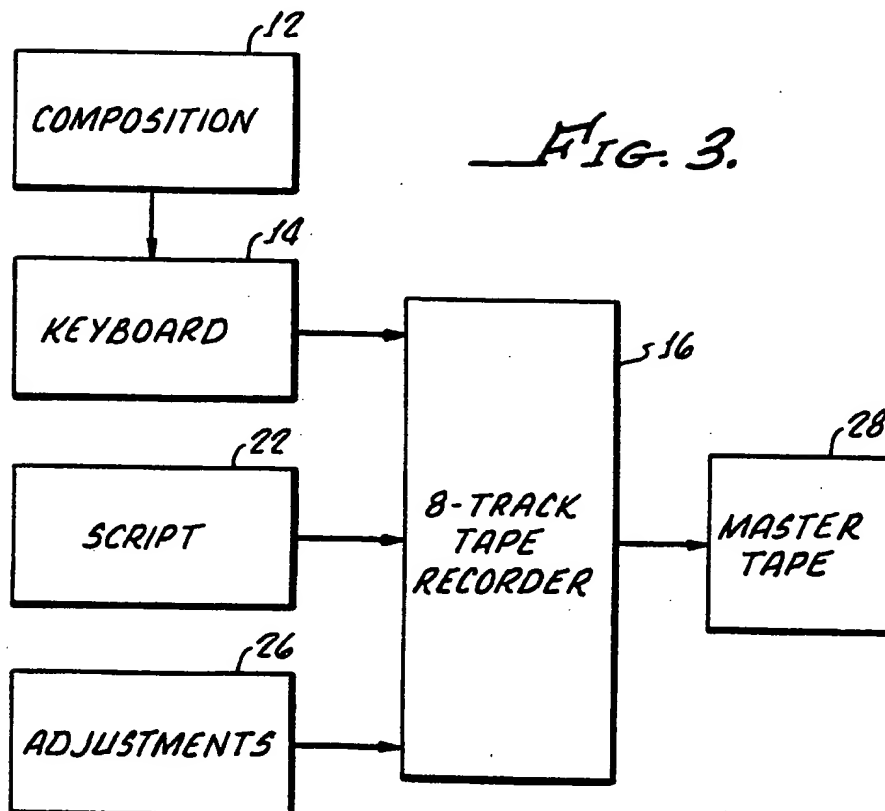 12
COMPOSITION
FIG. 3.
14
KEYBOARD
16
22
SCRIPT
8-TRACK
TAPE
RECORDER
28
MASTER
TAPE
26
ADJUSTMENTS